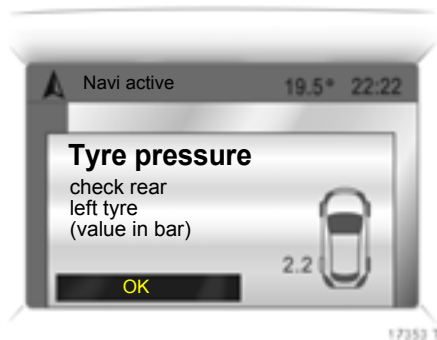 Navi active 19.5° 22:22
Tyre pressure
check rear
left tyre
(value in bar)
2.2
OK
17353 T